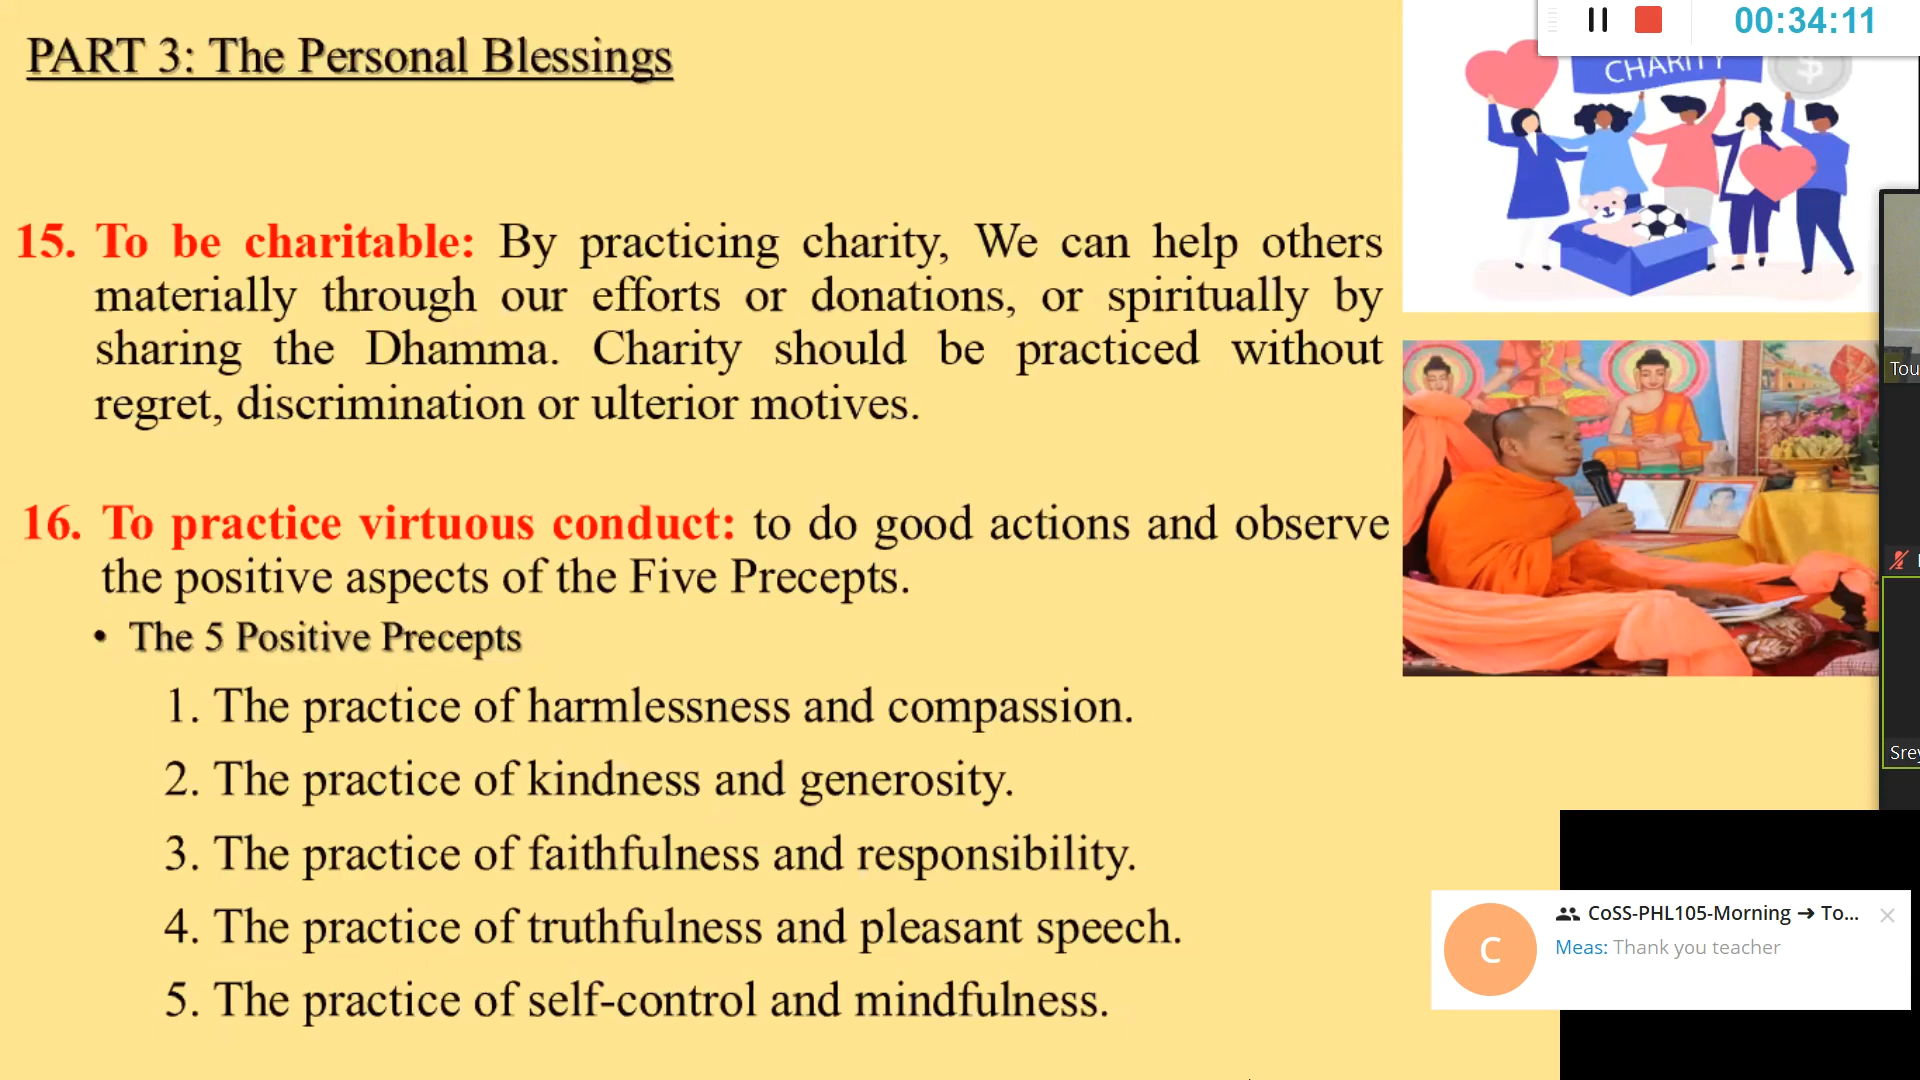 PART 3: The Personal Blessings
15. To be charitable: By practicing charity, We can help others
materially through our efforts or donations, or spiritually by
sharing the Dhamma. Charity should be practiced without
regret, discrimination or ulterior motives.
16. To practice virtuous conduct: to do good actions and observe
the positive aspects of the Five Precepts.
• The 5 Positive Precepts
1. The practice of harmlessness and compassion.
2. The practice of kindness and generosity.
3. The practice of faithfulness and responsibility.
4. The practice of truthfulness and pleasant speech.
5. The practice of self-control and mindfulness.
00:34:11
CHARITY
$
Tou
Srey
C
CoSS-PHL105-Morning → To...
Meas: Thank you teacher